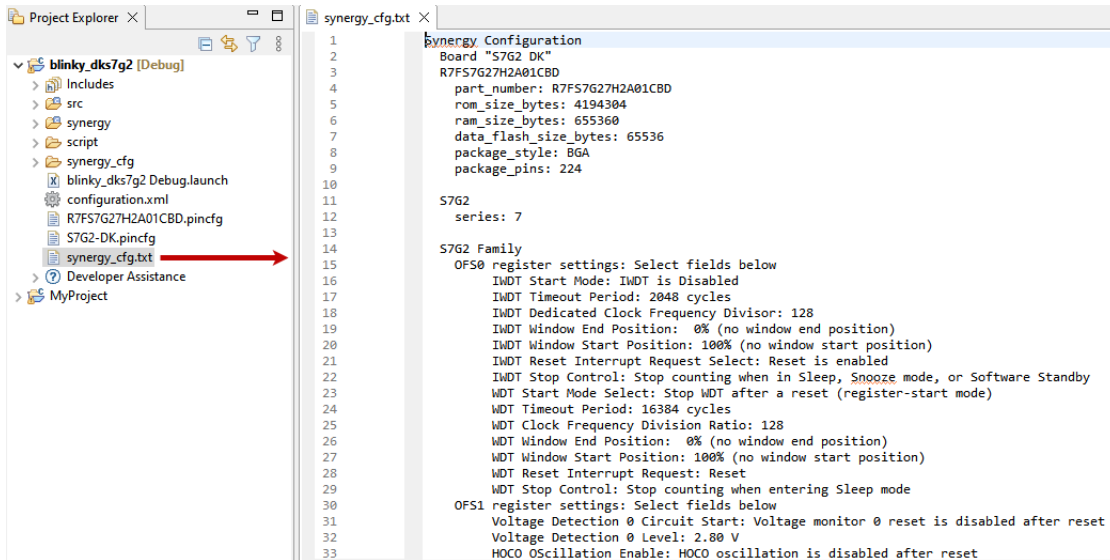 Project Explorer
blinky_dks7g2 [Debug]
Includes
src
synergy
script
synergy_cfg
blinky_dks7g2 Debug.launch
configuration.xml
R7FS7G27H2A01CBD.pincfg
S7G2-DK.pincfg
synergy_cfg.txt
Developer Assistance
MyProject
synergy_cfg.txt
1 Synergy Configuration
2 Board "S7G2 DK"
3 R7FS7G27H2A01CBD
4 part_number: R7FS7G27H2A01CBD
5 rom_size_bytes: 4194304
6 ram_size_bytes: 655360
7 data_flash_size_bytes: 65536
8 package_style: BGA
9 package_pins: 224
10
11 S7G2
12 series: 7
13
14 S7G2 Family
15 OFS0 register settings: Select fields below
16 IWDT Start Mode: IWDT is Disabled
17 IWDT Timeout Period: 2048 cycles
18 IWDT Dedicated Clock Frequency Divisor: 128
19 IWDT Window End Position:  0% (no window end position)
20 IWDT Window Start Position: 100% (no window start position)
21 IWDT Reset Interrupt Request Select: Reset is enabled
22 IWDT Stop Control: Stop counting when in Sleep, Snooze mode, or Software Standby
23 WDT Start Mode Select: Stop WDT after a reset (register-start mode)
24 WDT Timeout Period: 16384 cycles
25 WDT Clock Frequency Division Ratio: 128
26 WDT Window End Position:  0% (no window end position)
27 WDT Window Start Position: 100% (no window start position)
28 WDT Reset Interrupt Request: Reset
29 WDT Stop Control: Stop counting when entering Sleep mode
30 OFS1 register settings: Select fields below
31 Voltage Detection 0 Circuit Start: Voltage monitor 0 reset is disabled after reset
32 Voltage Detection 0 Level: 2.80 V
33 HOCO OScillation Enable: HOCO oscillation is disabled after reset